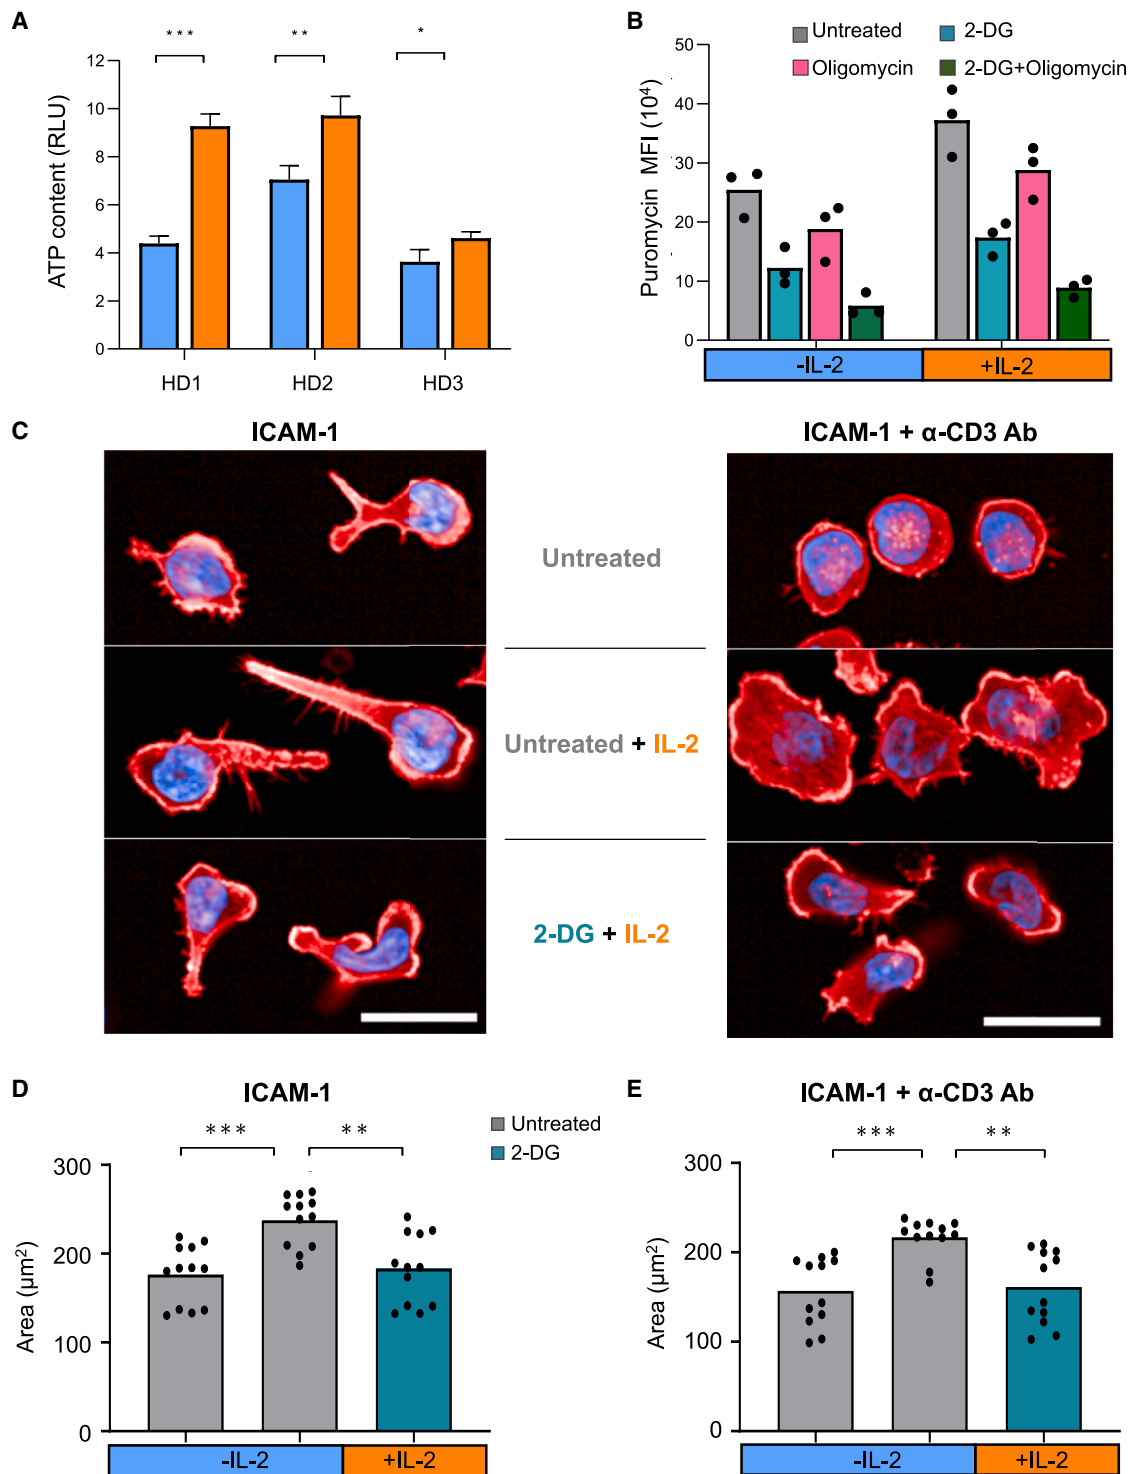 A
*** ** *
ATP content (RLU)
12
10
8
6
4
2
0
HD1 HD2 HD3
B
Untreated 2-DG
Oligomycin 2-DG+Oligomycin
Puromycin MFI (10⁴)
50
40
30
20
10
0
-IL-2 +IL-2
C
ICAM-1
ICAM-1 + α-CD3 Ab
Untreated
Untreated + IL-2
2-DG + IL-2
D
ICAM-1
*** **
Untreated
2-DG
Area (μm²)
300
200
100
0
-IL-2 +IL-2
E
ICAM-1 + α-CD3 Ab
*** **
Area (μm²)
300
200
100
0
-IL-2 +IL-2